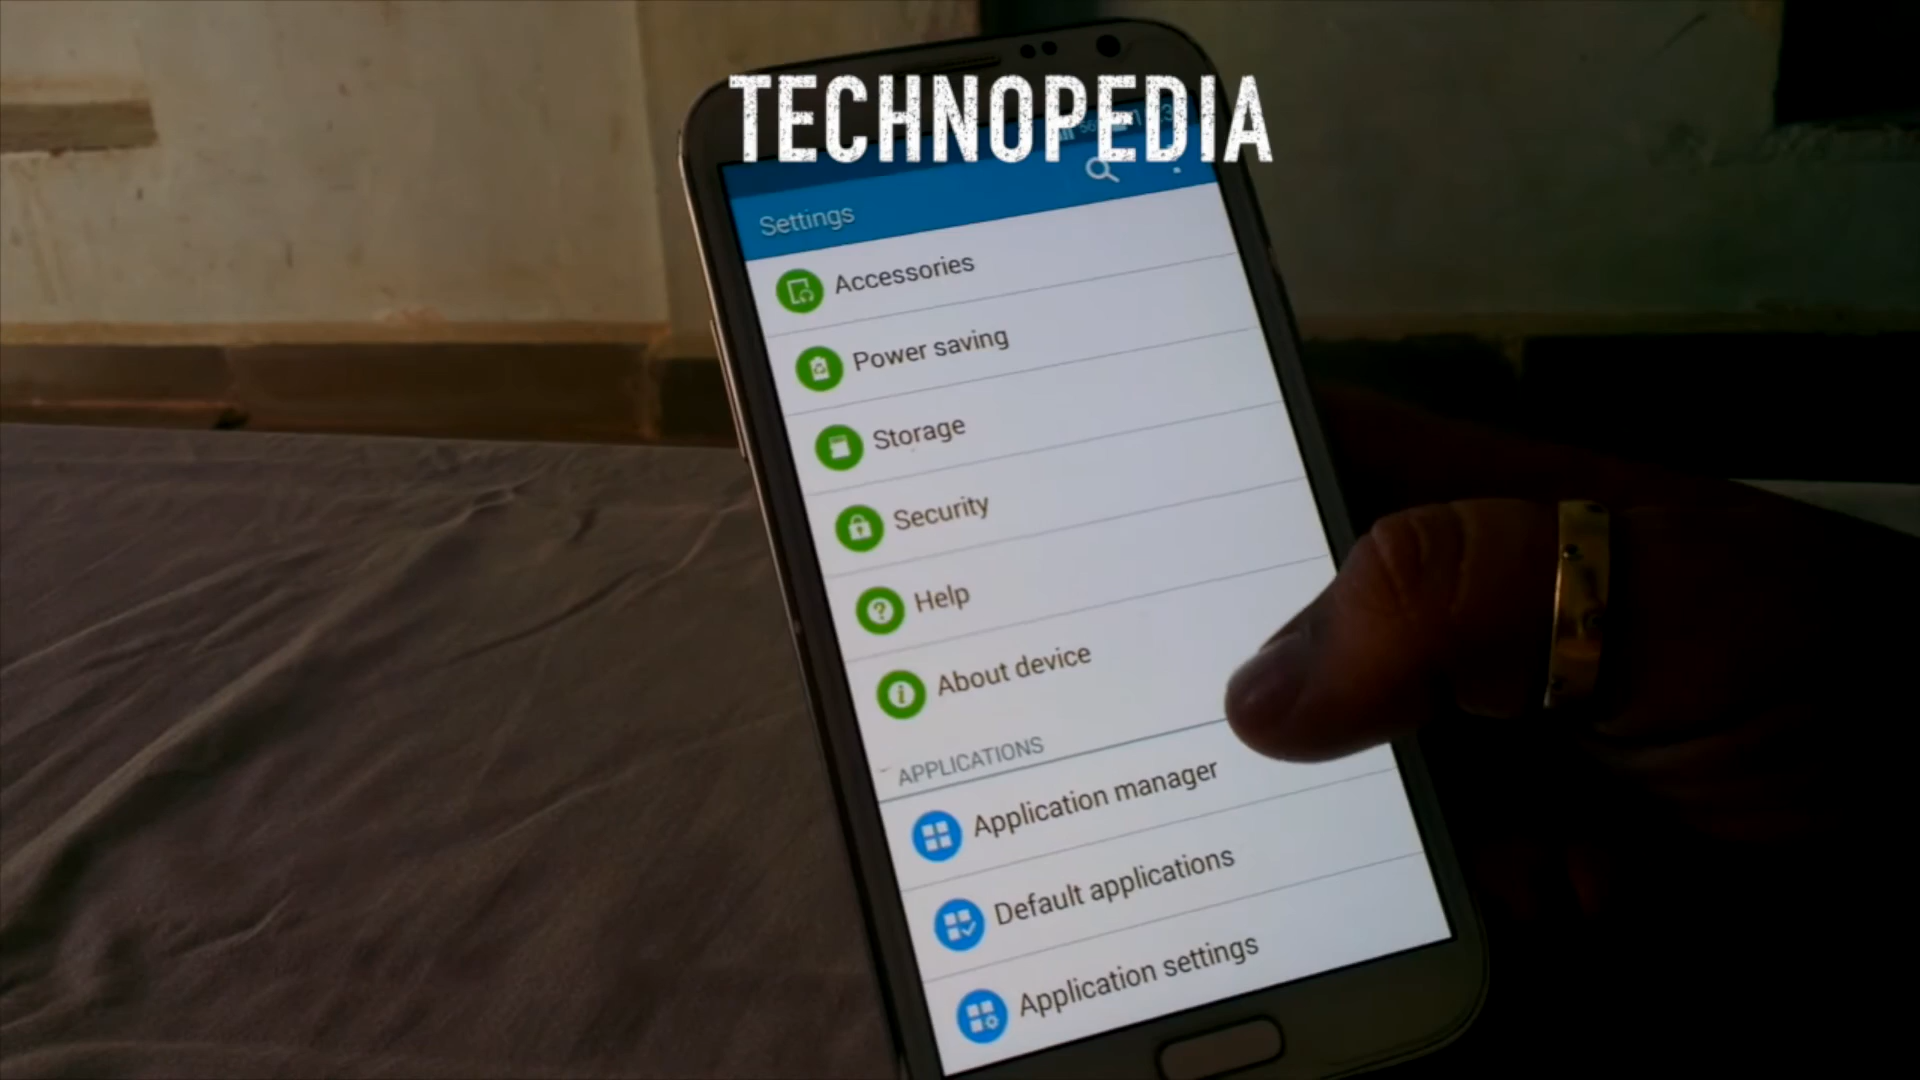 TECHNOPEDIA
Settings
Accessories
Power saving
Storage
Security
Help
About device
APPLICATIONS
Application manager
Default applications
Application settings